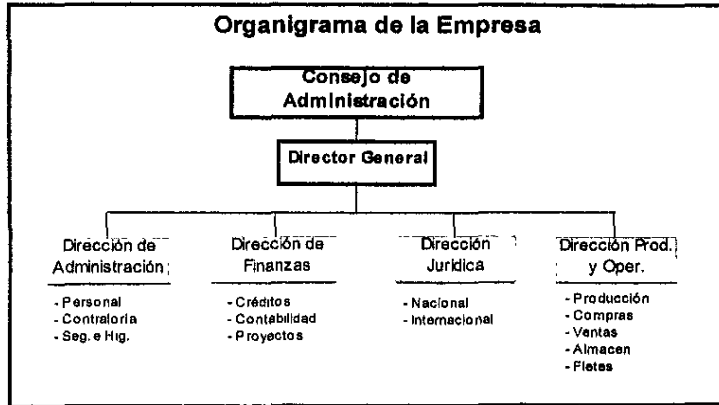 Organigrama de la Empresa
Consejo de
Administración
Director General
Dirección de
Administración
- Personal
- Contraloría
- Seg. e Hig.
Dirección de
Finanzas
- Créditos
- Contabilidad
- Proyectos
Dirección
Jurídica
- Nacional
- Internacional
Dirección Prod.
y Oper.
- Producción
- Compras
- Ventas
- Almacen
- Fletes